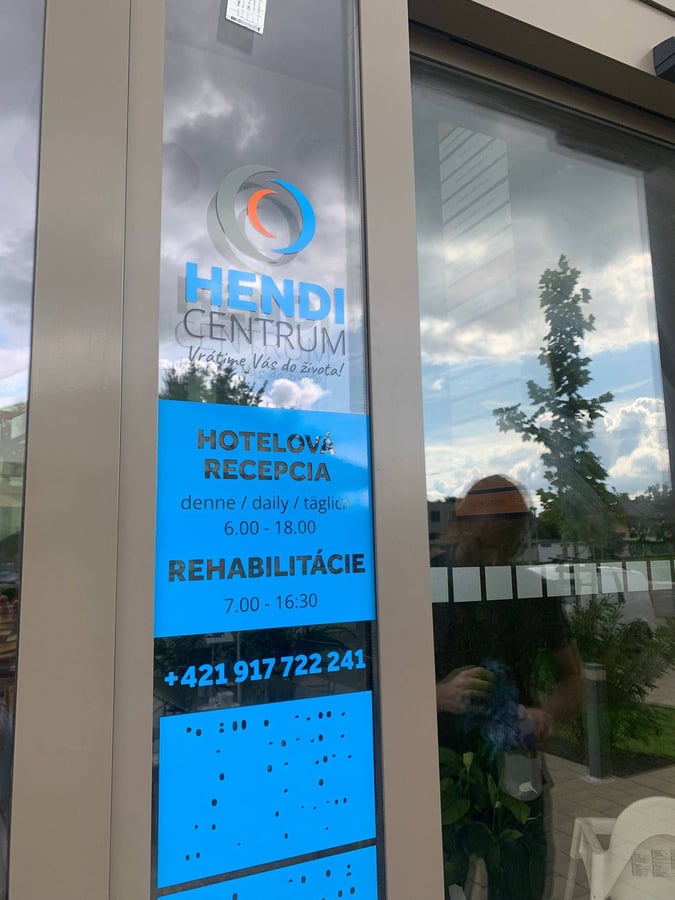 HENDI
CENTRUM
Vrátime Vás do života!
HOTELOVÁ
RECEPCIA
denne / daily / täglich
6.00 - 18.00
REHABILITÁCIE
7.00 - 16:30
+421 917 722 241